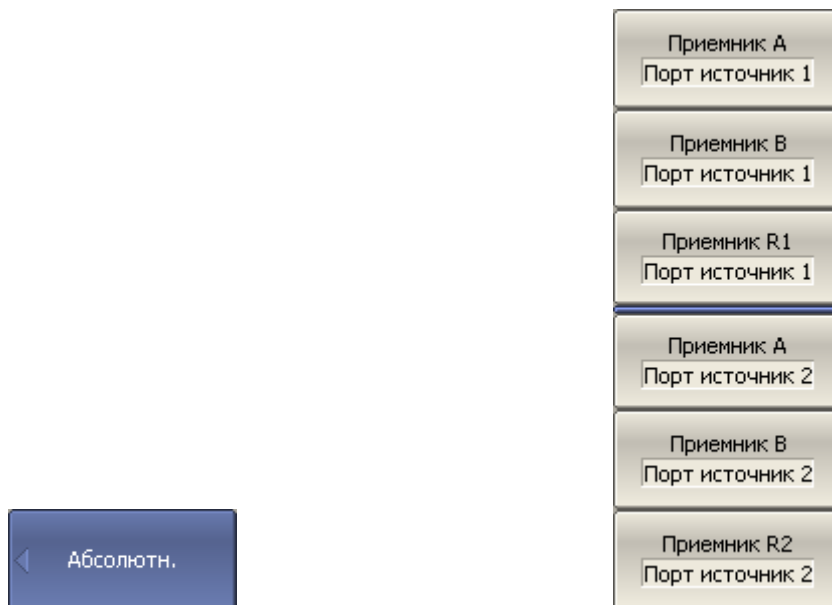 Приемник A
Порт источник 1
Приемник B
Порт источник 1
Приемник R1
Порт источник 1
Приемник A
Порт источник 2
Приемник B
Порт источник 2
Абсолютн.
Приемник R2
Порт источник 2